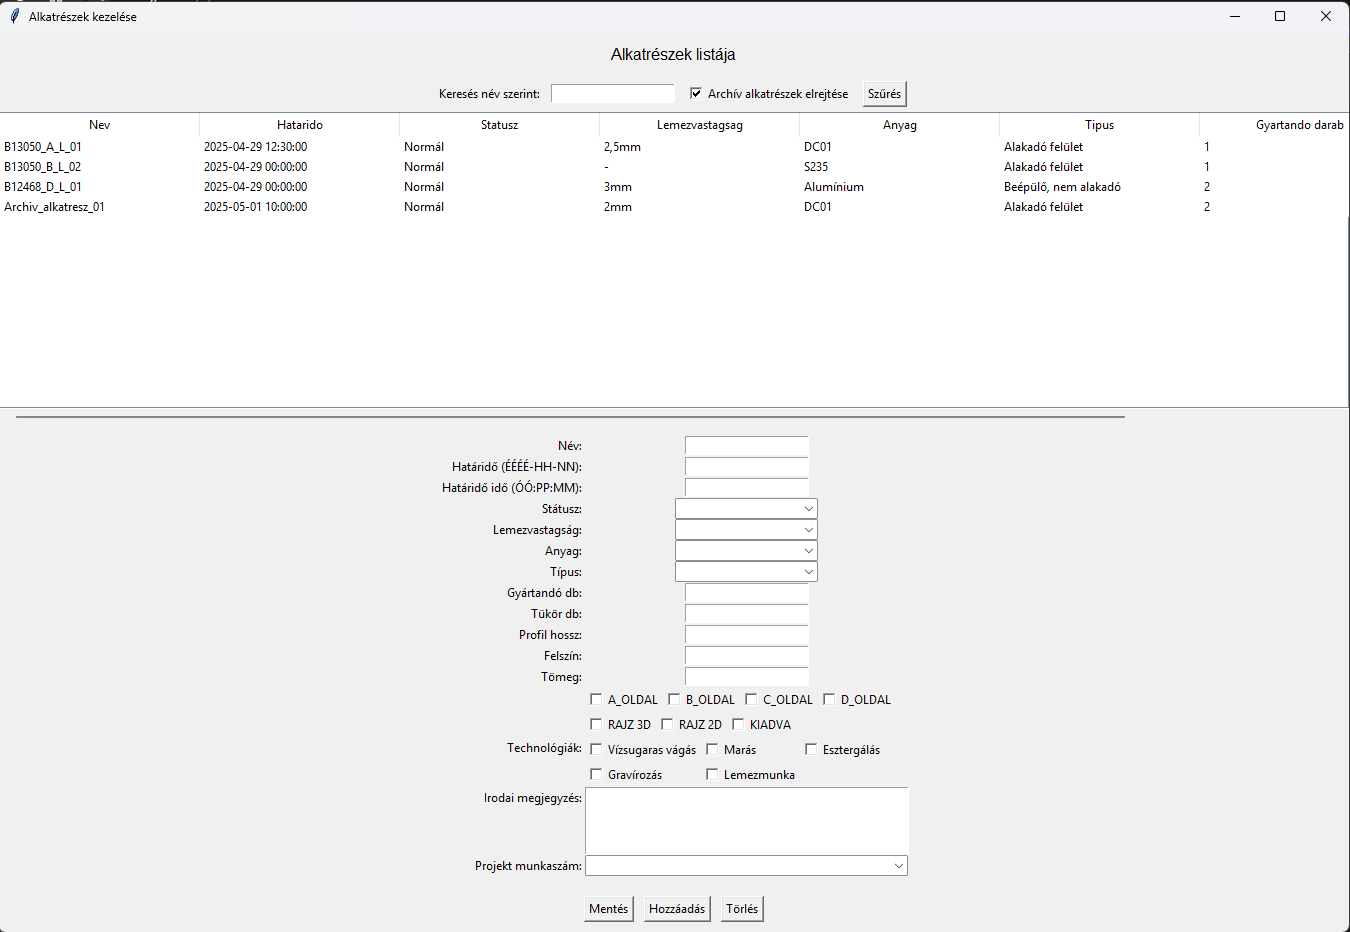 Alkatrészek kezelése
Alkatrészek listája
Keresés név szerint: Archív alkatrészek elrejtése Szűrés
Nev Hatarido Statusz Lemezvastagsag Anyag Tipus Gyartando darab
B13050_A_L_01 2025-04-29 12:30:00 Normál 2,5mm DC01 Alakadó felület 1
B13050_B_L_02 2025-04-29 00:00:00 Normál - S235 Alakadó felület 1
B12468_D_L_01 2025-04-29 00:00:00 Normál 3mm Alumínium Beépülő, nem alakadó 2
Archiv_alkatresz_01 2025-05-01 10:00:00 Normál 2mm DC01 Alakadó felület 2
Név:
Határidő (ÉÉÉÉ-HH-NN):
Határidő idő (ÓÓ:PP:MM):
Státusz:
Lemezvastagság:
Anyag:
Típus:
Gyártandó db:
Tükör db:
Profil hossz:
Felszín:
Tömeg:
A_OLDAL B_OLDAL C_OLDAL D_OLDAL
RAJZ 3D RAJZ 2D KIADVA
Technológiák: Vízsugaras vágás Marás Esztergálás
Gravírozás Lemezmunka
Irodai megjegyzés:
Projekt munkaszám:
Mentés Hozzáadás Törlés